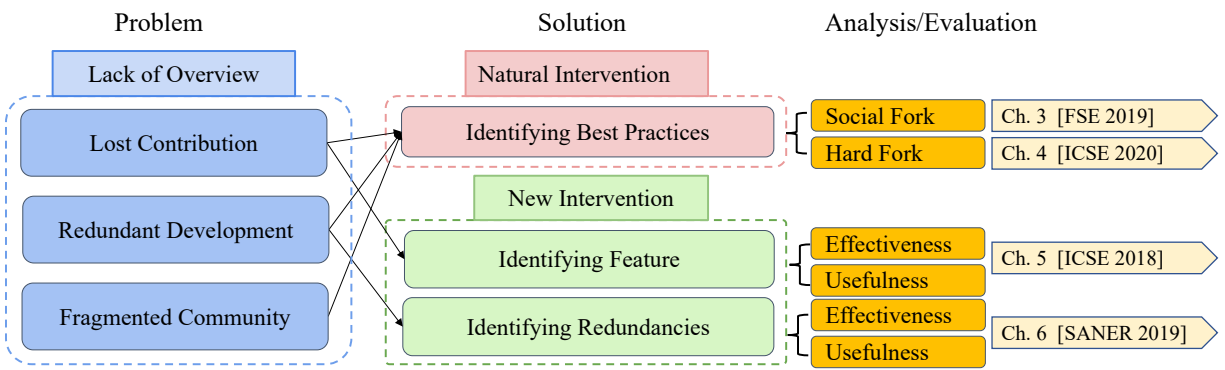 Problem
Solution
Analysis/Evaluation
Lack of Overview
Natural Intervention
Lost Contribution
Identifying Best Practices
Social Fork
Ch. 3 [FSE 2019]
Hard Fork
Ch. 4 [ICSE 2020]
New Intervention
Redundant Development
Identifying Feature
Effectiveness
Usefulness
Ch. 5 [ICSE 2018]
Fragmented Community
Identifying Redundancies
Effectiveness
Usefulness
Ch. 6 [SANER 2019]